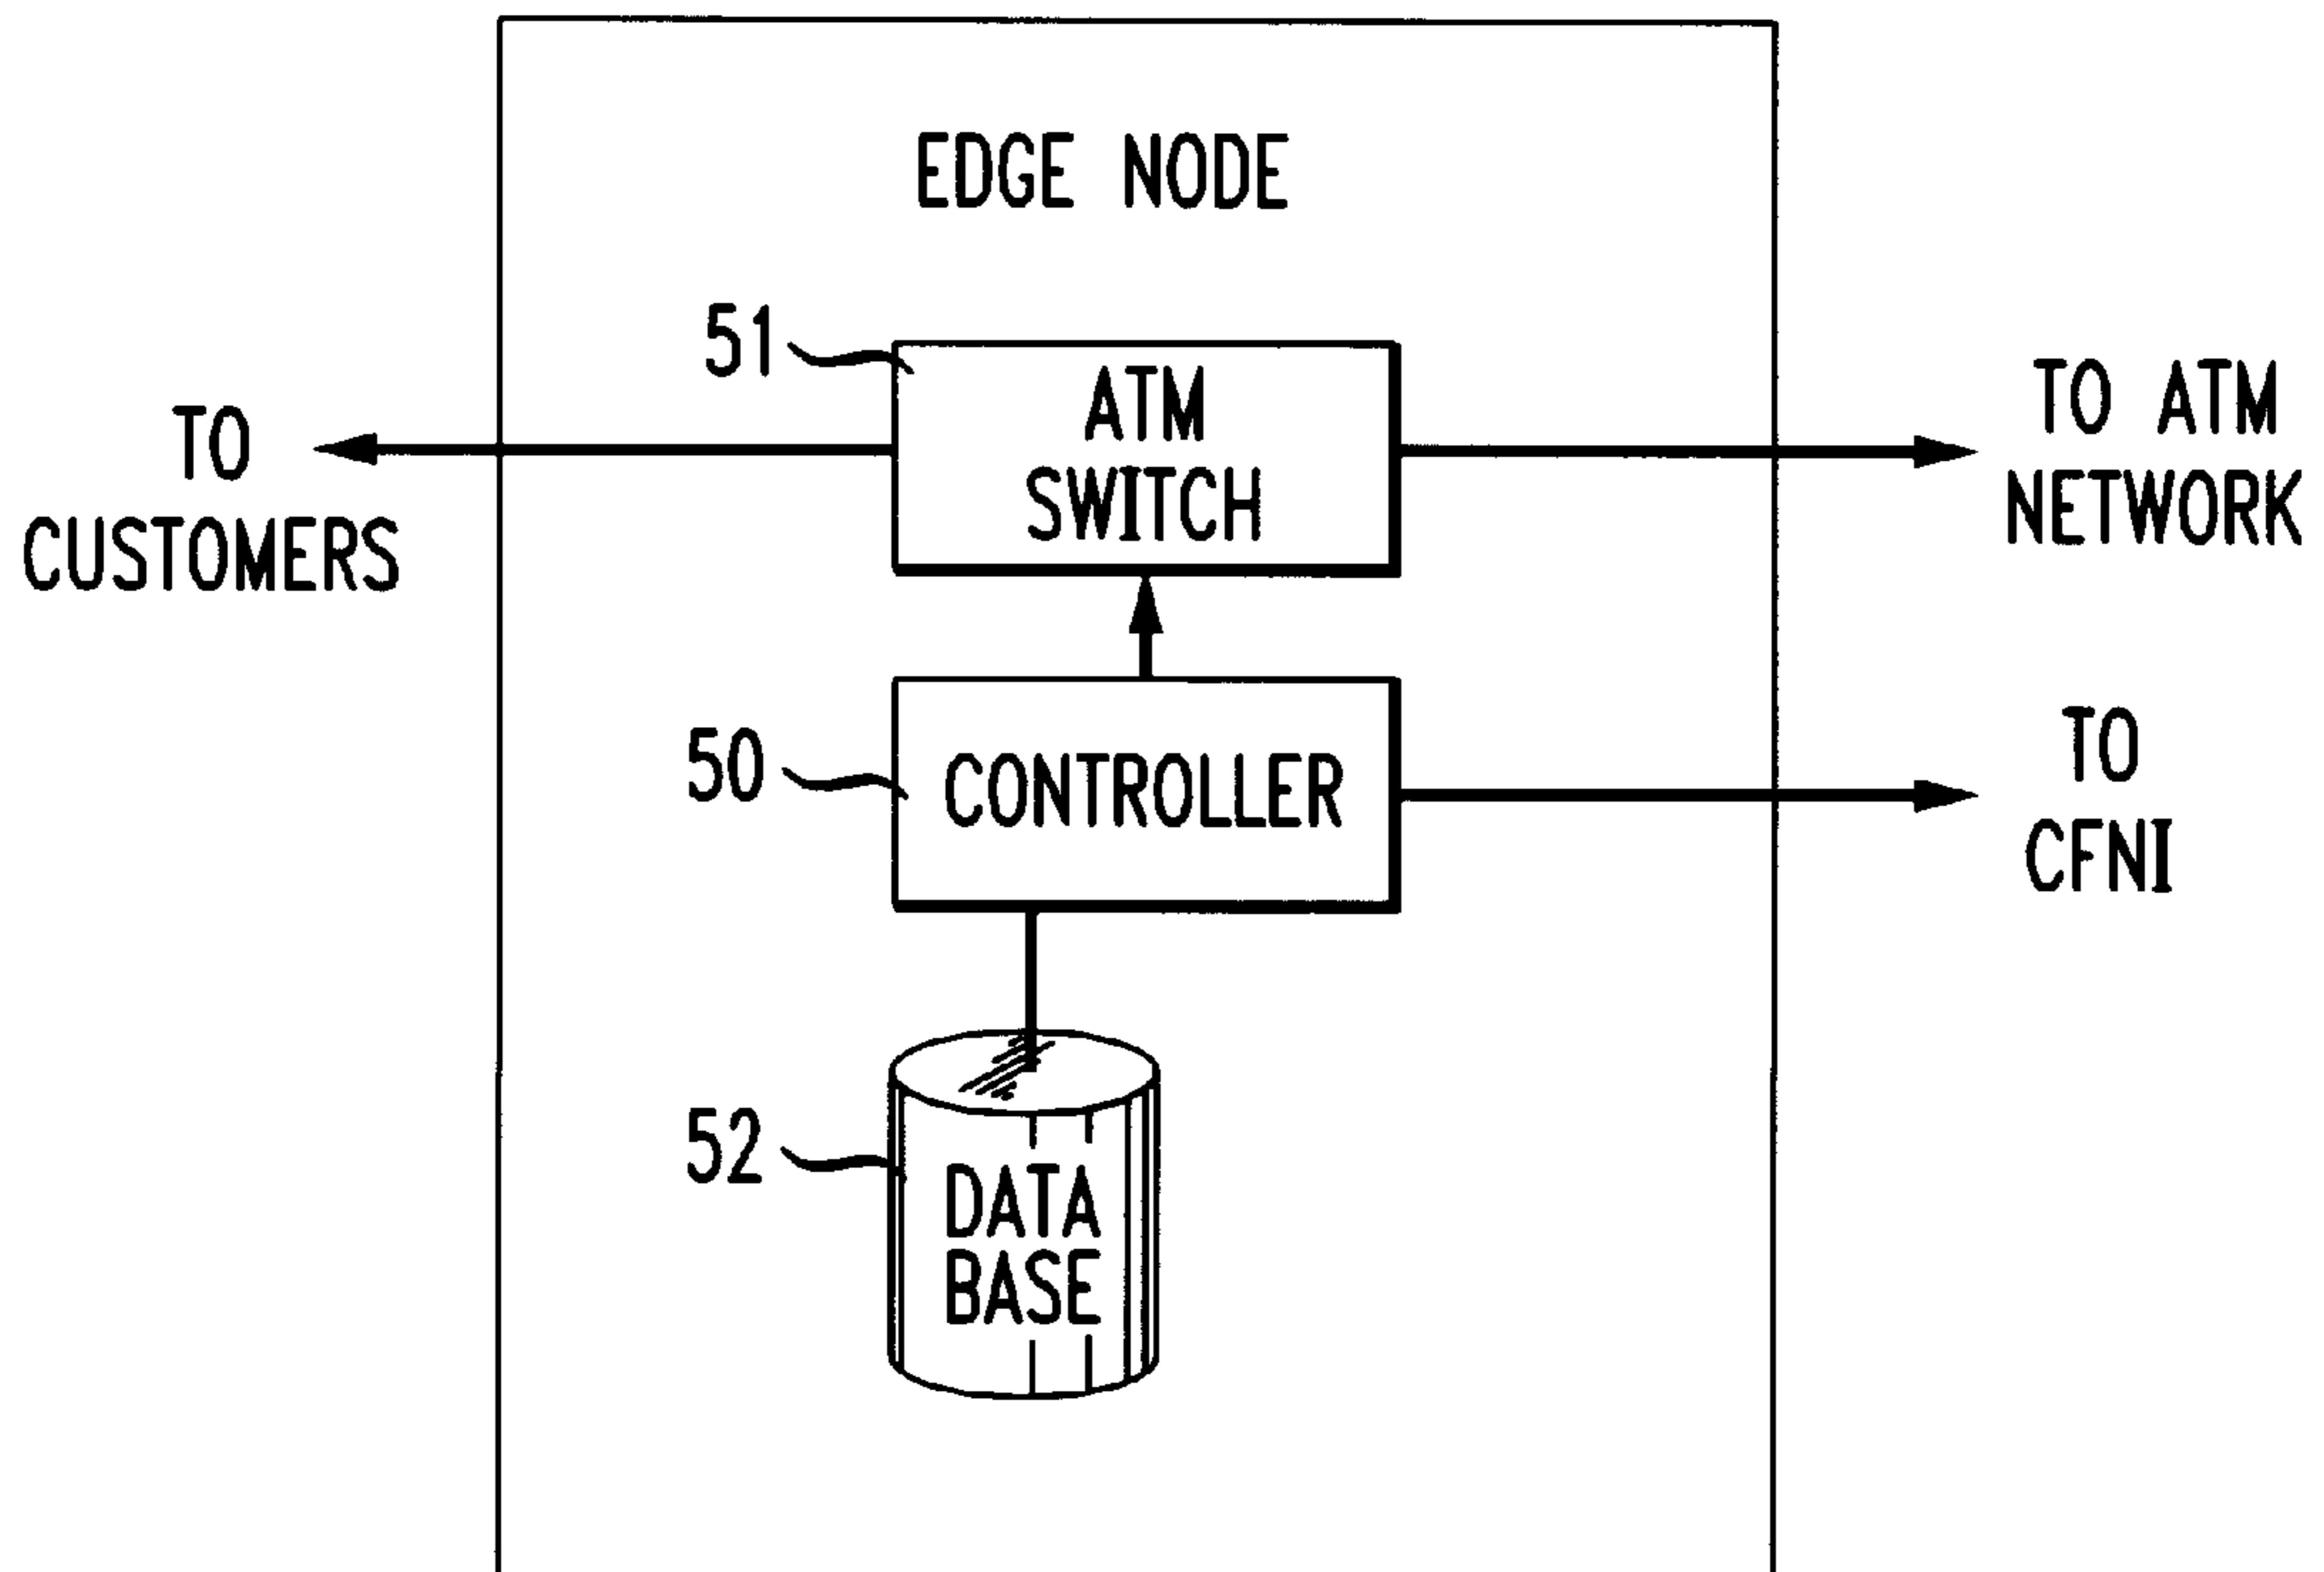 EDGE NODE
51
ATM
SWITCH
TO
CUSTOMERS
TO ATM
NETWORK
50
CONTROLLER
TO
CFNI
52
DATA
BASE